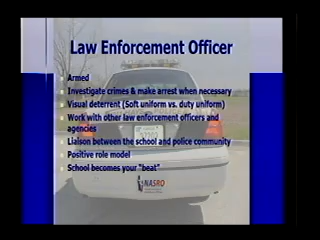 Law Enforcement Officer
Armed
Investigate crimes & make arrest when necessary
Visual deterrent (Soft uniform vs. duty uniform)
Work with other law enforcement officers and
agencies
Liaison between the school and police community
Positive role model
School becomes your "beat"
NASRO